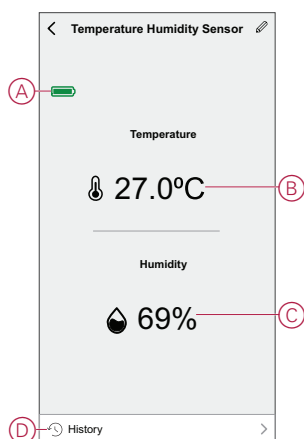 Temperature Humidity Sensor
A
Temperature
27.0ºC
B
Humidity
69%
C
D
History